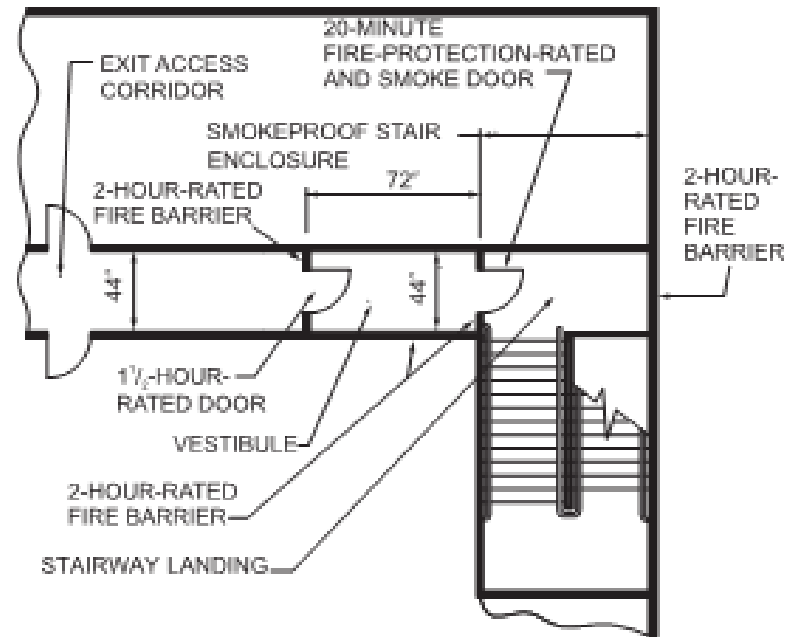 20-MINUTE
FIRE-PROTECTION-RATED
AND SMOKE DOOR
EXIT ACCESS
CORRIDOR
SMOKEPROOF STAIR
ENCLOSURE
2-HOUR-RATED
FIRE BARRIER
72"
2-HOUR-
RATED
FIRE
BARRIER
44"
44"
1 1/2-HOUR-
RATED DOOR
VESTIBULE
2-HOUR-RATED
FIRE BARRIER
STAIRWAY LANDING